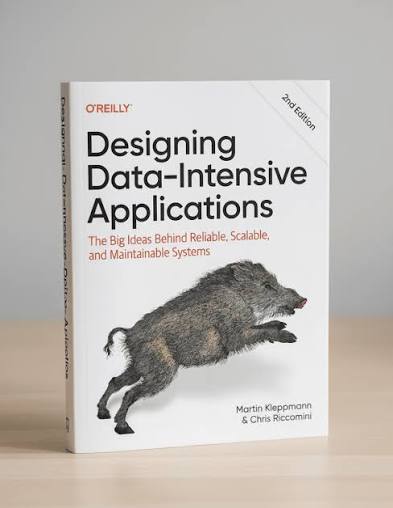 O'REILLY
2nd Edition
Designing
Data-Intensive
Applications
The Big Ideas Behind Reliable, Scalable,
and Maintainable Systems
Martin Kleppmann
& Chris Riccomini